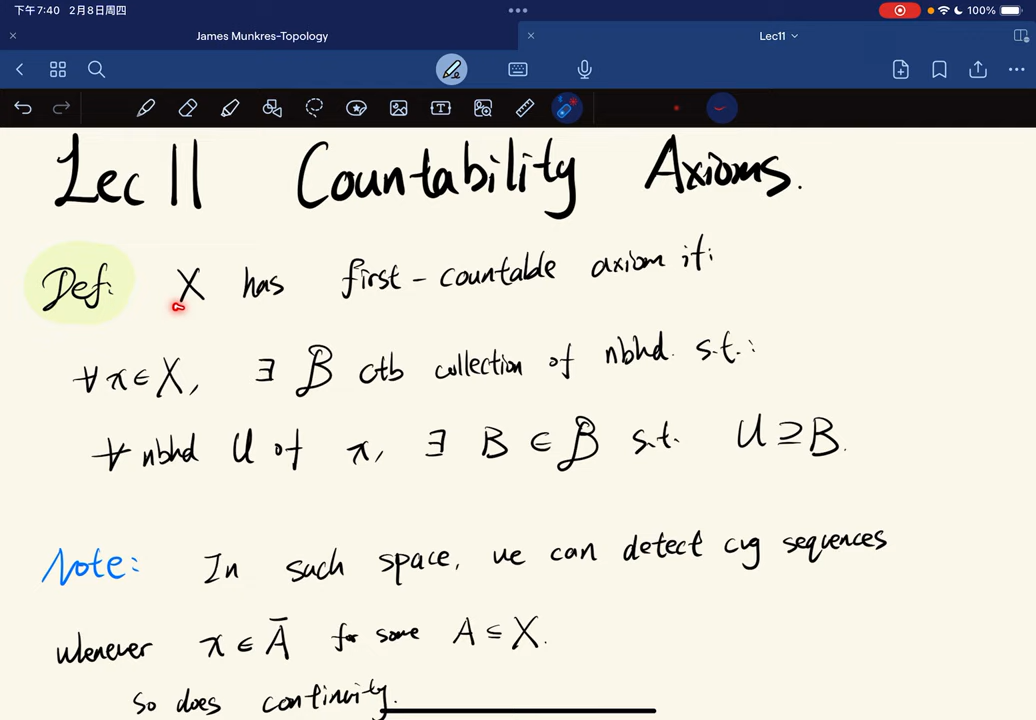 下午7:40 2月8日周四
100%
James Munkres-Topology
Lec11
Lec 11 Countability Axioms.
Def: X has first-countable axiom if:
∀x∈X, ∃ ℬ ctb collection of nbhd. s.t.:
∀ nbhd U of x, ∃ B ∈ ℬ s.t. U ⊇ B.
Note: In such space, we can detect cvg sequences
whenever x ∈ Ā for some A ⊆ X.
So does continuity.